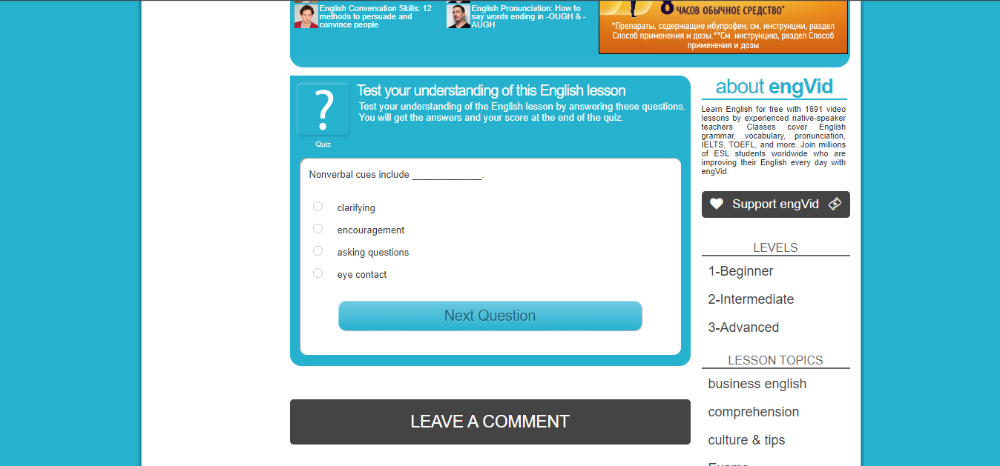 English Conversation Skills: 12
methods to persuade and
convince people
English Pronunciation: How to
say words ending in -OUGH & -
AUGH
8 ЧАСОВ ОБЫЧНОЕ СРЕДСТВО*
*Препараты, содержащие ибупрофен; см. инструкции, раздел
Способ применения и дозы.**См. инструкцию, раздел Способ
применения и дозы
?
Quiz
Test your understanding of this English lesson
Test your understanding of the English lesson by answering these questions.
You will get the answers and your score at the end of the quiz.
Nonverbal cues include _____________.
clarifying
encouragement
asking questions
eye contact
Next Question
LEAVE A COMMENT
about engVid
Learn English for free with 1691 video
lessons by experienced native-speaker
teachers. Classes cover English
grammar, vocabulary, pronunciation,
IELTS, TOEFL, and more. Join millions
of ESL students worldwide who are
improving their English every day with
engVid.
Support engVid
LEVELS
1-Beginner
2-Intermediate
3-Advanced
LESSON TOPICS
business english
comprehension
culture & tips
Exams